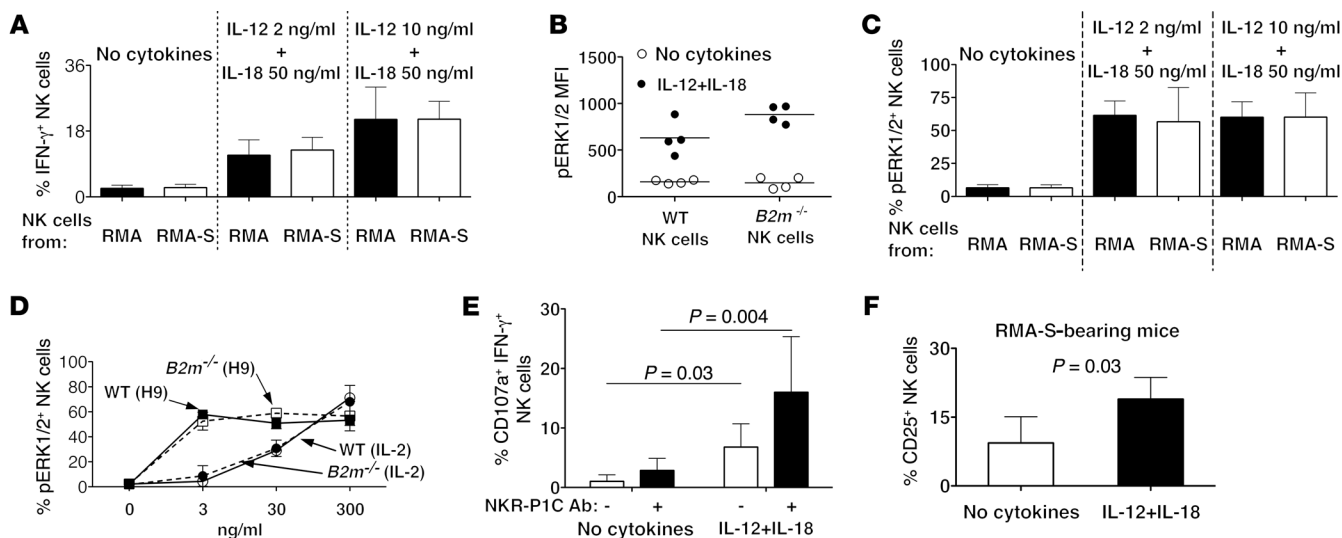 A
No cytokines
IL-12 2 ng/ml
+
IL-18 50 ng/ml
IL-12 10 ng/ml
+
IL-18 50 ng/ml
% IFN-γ⁺ NK cells
36
18
0
NK cells
from:
RMA
RMA-S
RMA
RMA-S
RMA
RMA-S
B
No cytokines
IL-12+IL-18
pERK1/2 MFI
1500
1000
500
0
WT
NK cells
B2m⁻/⁻
NK cells
C
No cytokines
IL-12 2 ng/ml
+
IL-18 50 ng/ml
IL-12 10 ng/ml
+
IL-18 50 ng/ml
% pERK1/2⁺ NK cells
100
75
50
25
0
NK cells
from:
RMA
RMA-S
RMA
RMA-S
RMA
RMA-S
D
% pERK1/2⁺ NK cells
100
80
60
40
20
0
B2m⁻/⁻ (H9)
WT (H9)
WT (IL-2)
B2m⁻/⁻ (IL-2)
0
3
30
300
ng/ml
E
% CD107a⁺ IFN-γ⁺
NK cells
30
20
10
0
P = 0.004
P = 0.03
NKR-P1C Ab: - + - +
No cytokines
IL-12+IL-18
F
RMA-S-bearing mice
P = 0.03
% CD25⁺ NK cells
30
15
0
No cytokines
IL-12+IL-18